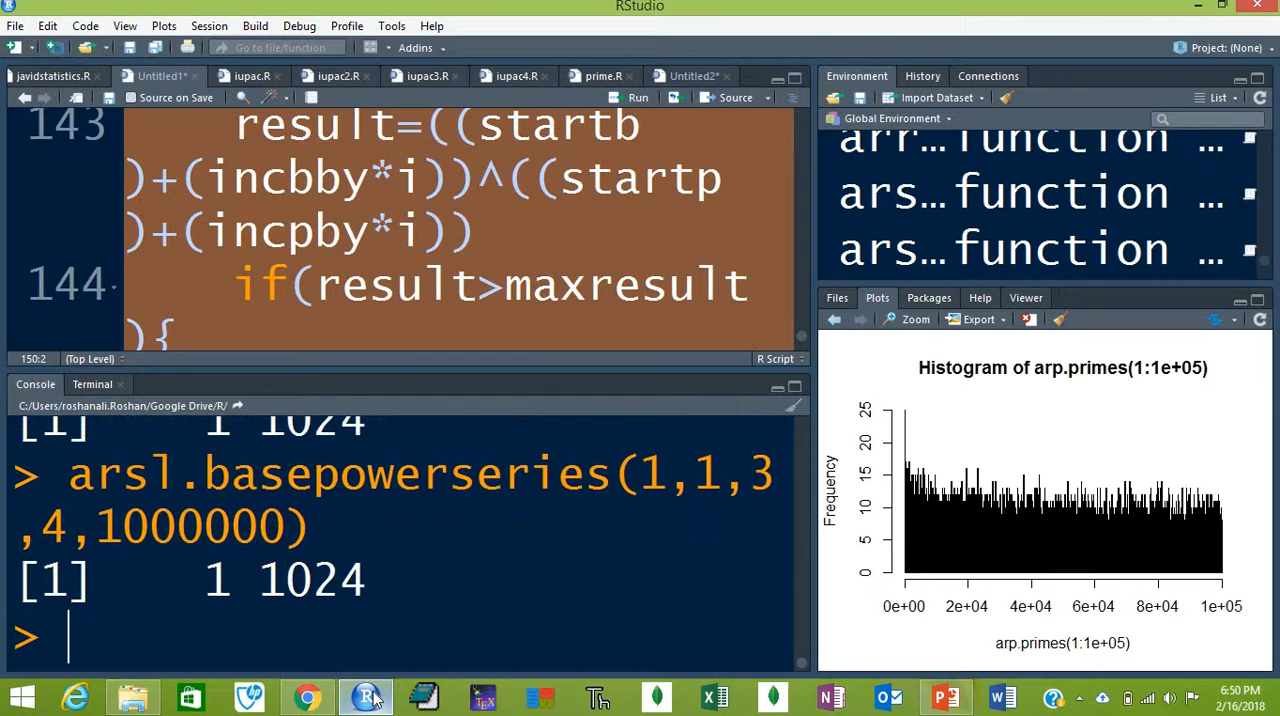 RStudio
File Edit Code View Plots Session Build Debug Profile Tools Help
Go to file/function Addins Project: (None)
javidstatistics.R Untitled1* iupac.R iupac2.R iupac3.R iupac4.R prime.R Untitled2*
Source on Save Run Source
143 result=((startb
)+(incbby*i))^((startp
)+(incpby*i))
144 if(result>maxresult
){
150:2 (Top Level) R Script
Console Terminal
C:/Users/roshanali.Roshan/Google Drive/R/
[1] 1 1024
> arsl.basepowerseries(1,1,3
,4,1000000)
[1] 1 1024
>
Environment History Connections
Import Dataset List
Global Environment
arr...function ...
ars...function ...
ars...function ...
Files Plots Packages Help Viewer
Zoom Export
Histogram of arp.primes(1:1e+05)
Frequency
25
20
15
10
5
0
0e+00 2e+04 4e+04 6e+04 8e+04 1e+05
arp.primes(1:1e+05)
6:50 PM
2/16/2018